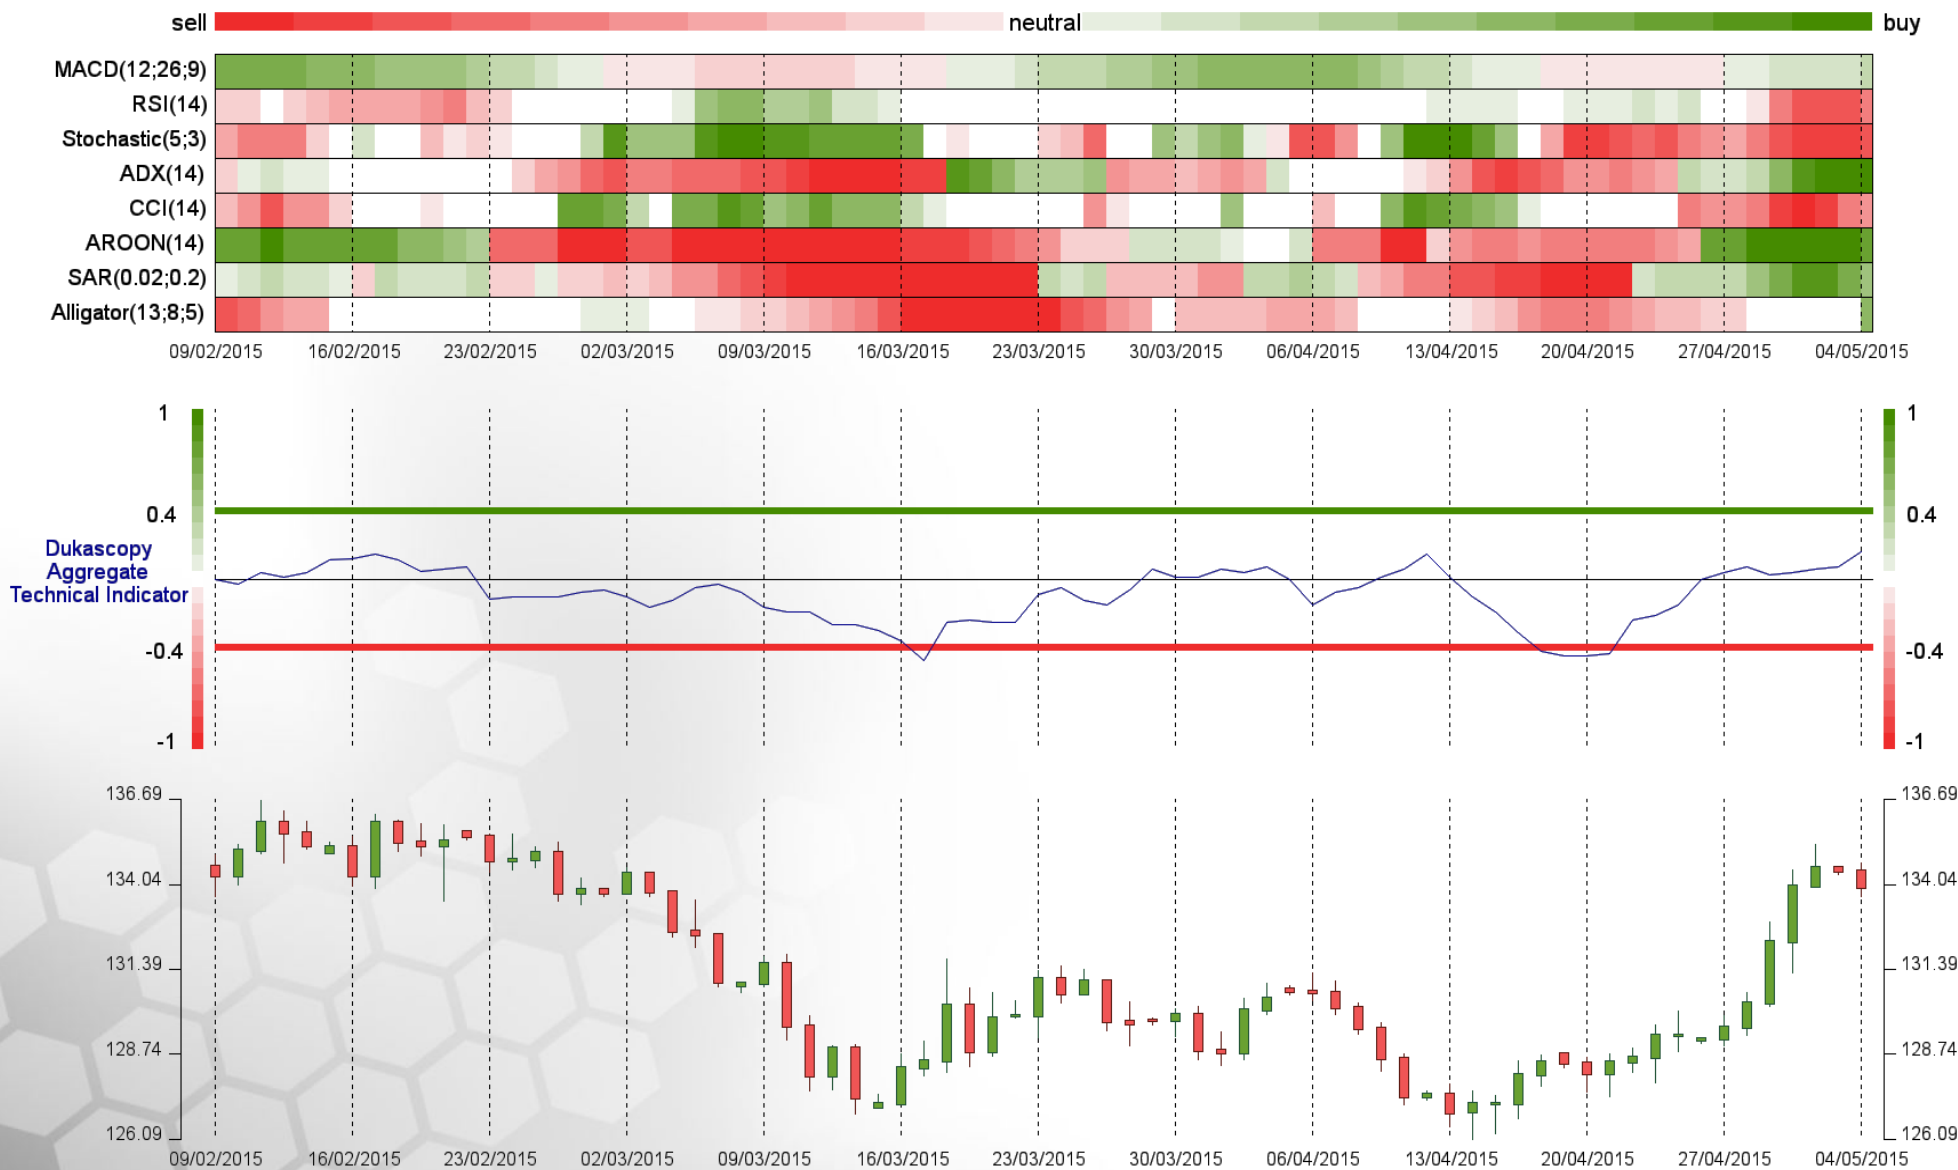 sell neutral buy
MACD(12;26;9)
RSI(14)
Stochastic(5;3)
ADX(14)
CCI(14)
AROON(14)
SAR(0.02;0.2)
Alligator(13;8;5)
09/02/2015 16/02/2015 23/02/2015 02/03/2015 09/03/2015 16/03/2015 23/03/2015 30/03/2015 06/04/2015 13/04/2015 20/04/2015 27/04/2015 04/05/2015
1 1
0.4 0.4
Dukascopy
Aggregate
Technical Indicator
-0.4 -0.4
-1 -1
136.69 136.69
134.04 134.04
131.39 131.39
128.74 128.74
126.09 126.09
09/02/2015 16/02/2015 23/02/2015 02/03/2015 09/03/2015 16/03/2015 23/03/2015 30/03/2015 06/04/2015 13/04/2015 20/04/2015 27/04/2015 04/05/2015